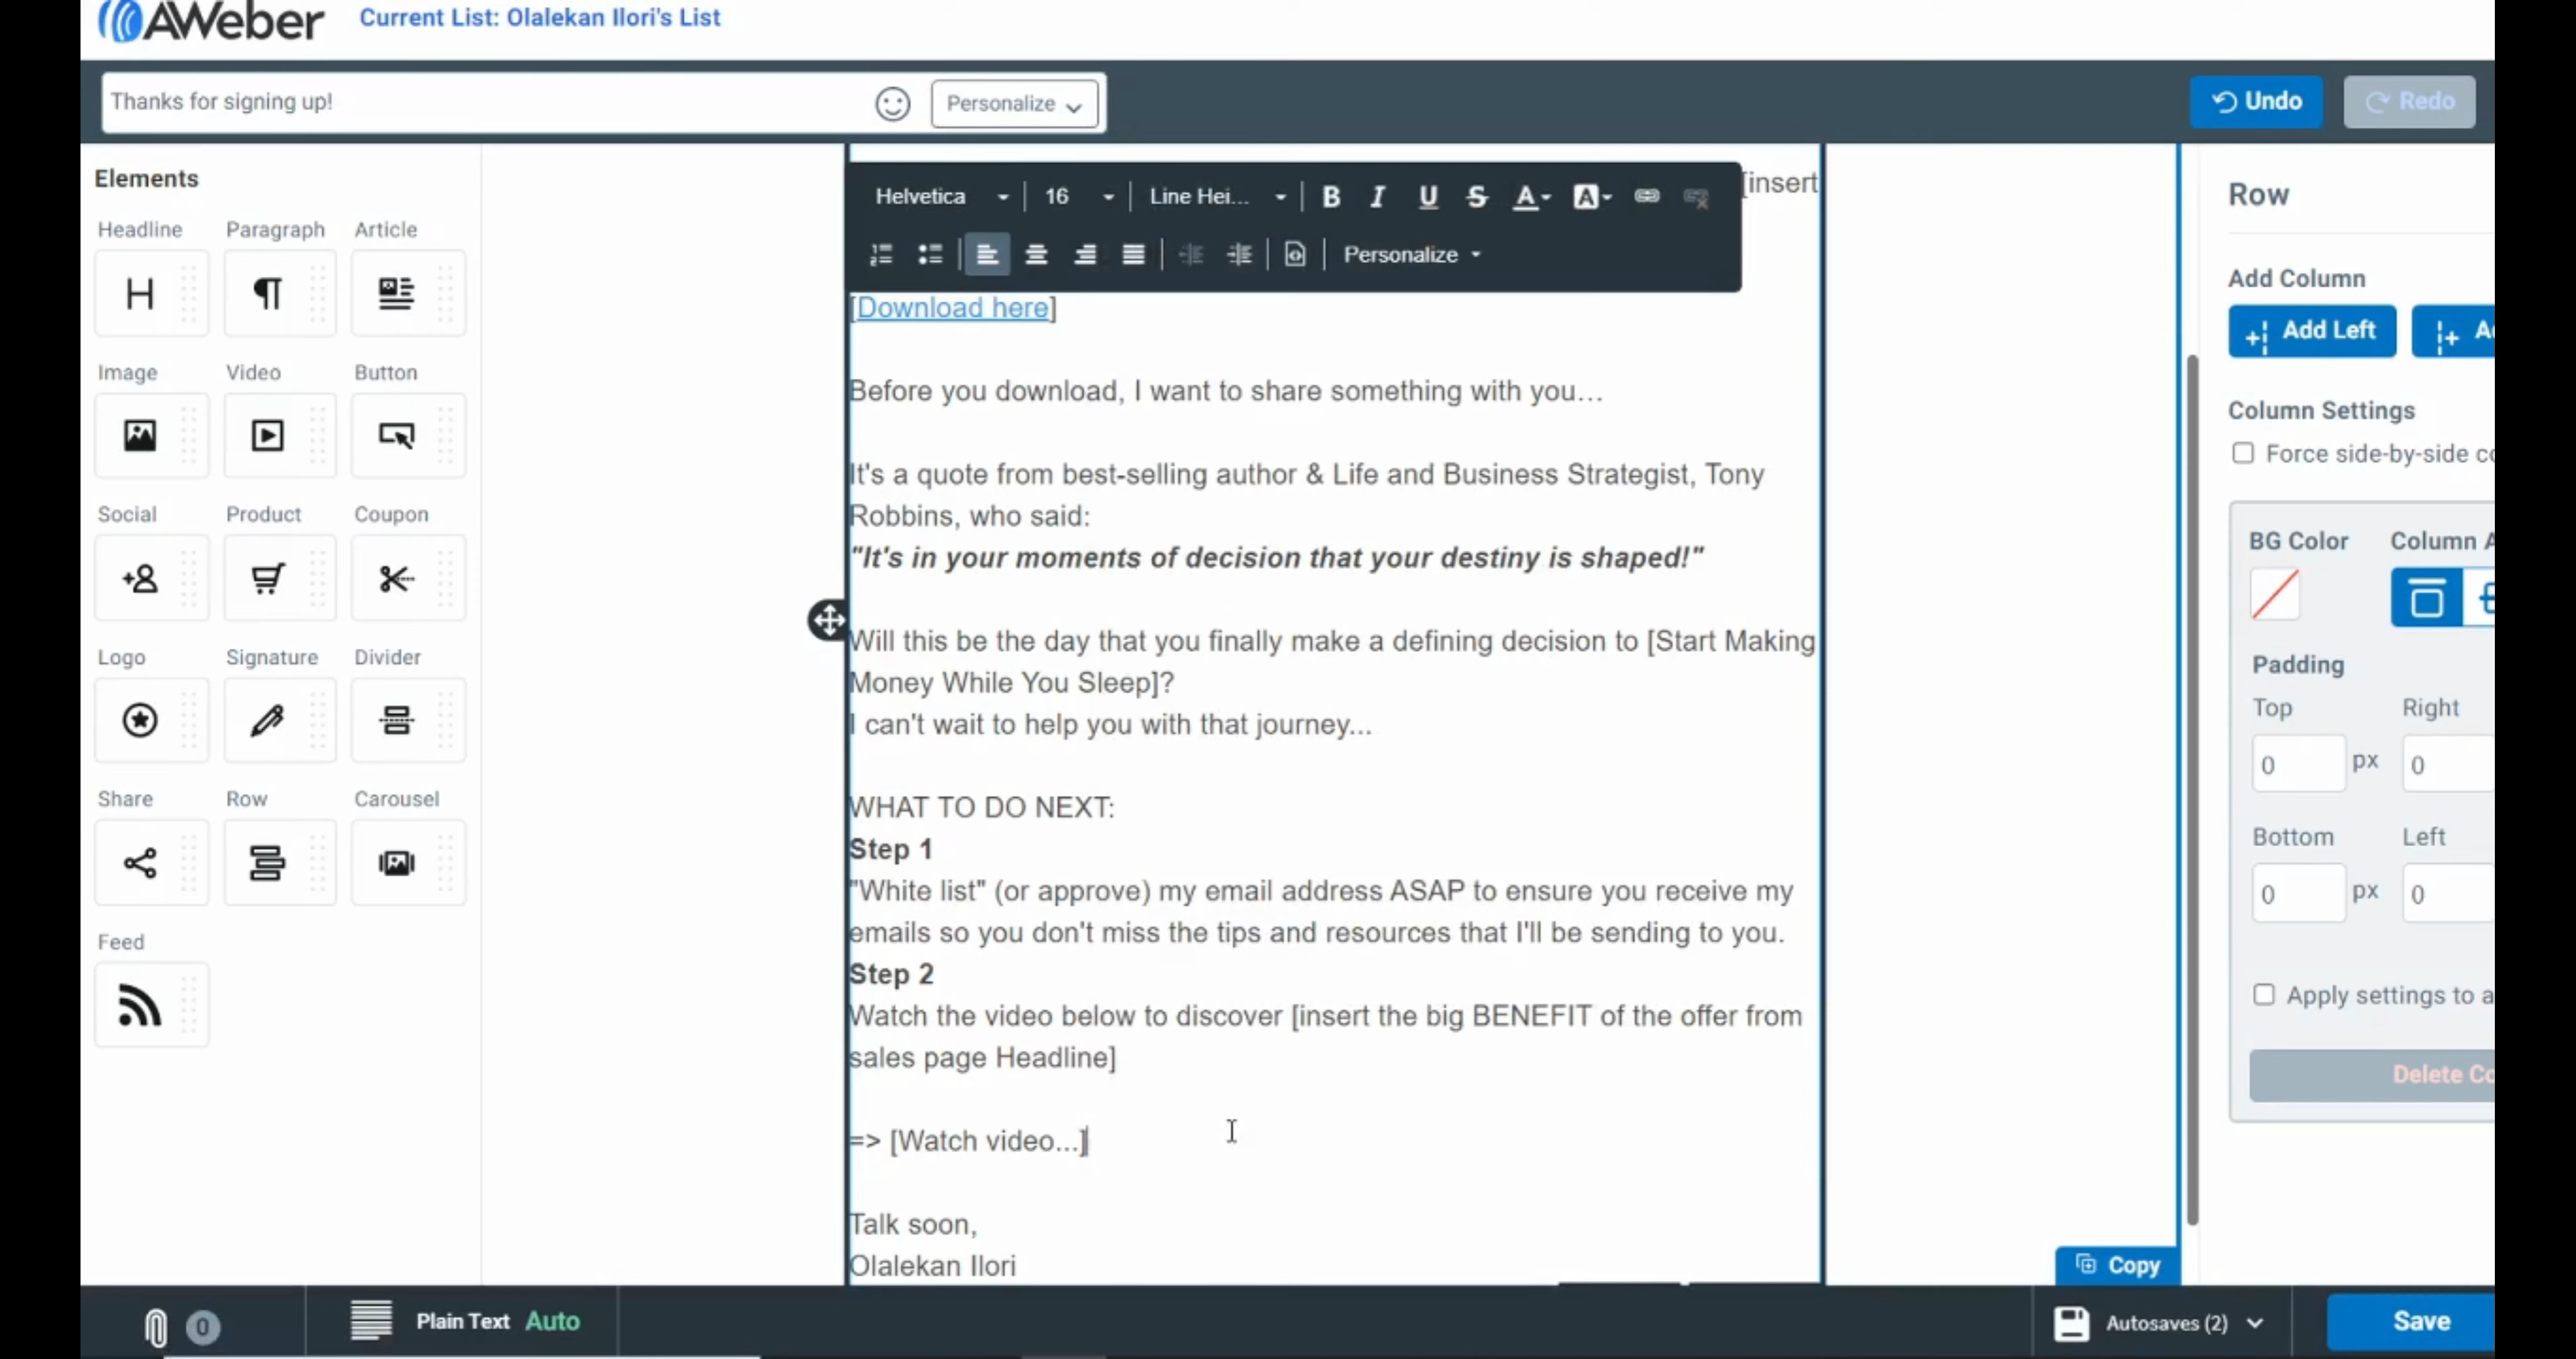 AWeber Current List: Olalekan Ilori's List
Thanks for signing up! Personalize
Undo Redo
Elements
Headline Paragraph Article
Image Video Button
Social Product Coupon
Logo Signature Divider
Share Row Carousel
Feed
Helvetica 16 Line Hei... B I U S A A
Personalize
[insert
[Download here]
Before you download, I want to share something with you…
It's a quote from best-selling author & Life and Business Strategist, Tony
Robbins, who said:
"It's in your moments of decision that your destiny is shaped!"
Will this be the day that you finally make a defining decision to [Start Making
Money While You Sleep]?
I can't wait to help you with that journey...
WHAT TO DO NEXT:
Step 1
"White list" (or approve) my email address ASAP to ensure you receive my
emails so you don't miss the tips and resources that I'll be sending to you.
Step 2
Watch the video below to discover [insert the big BENEFIT of the offer from
sales page Headline]
=> [Watch video...]
Talk soon,
Olalekan Ilori
Row
Add Column
Add Left
Column Settings
Force side-by-side
BG Color Column
Padding
Top Right
0 px 0
Bottom Left
0 px 0
Apply settings to
Delete
Copy
0 Plain Text Auto
Autosaves (2) Save